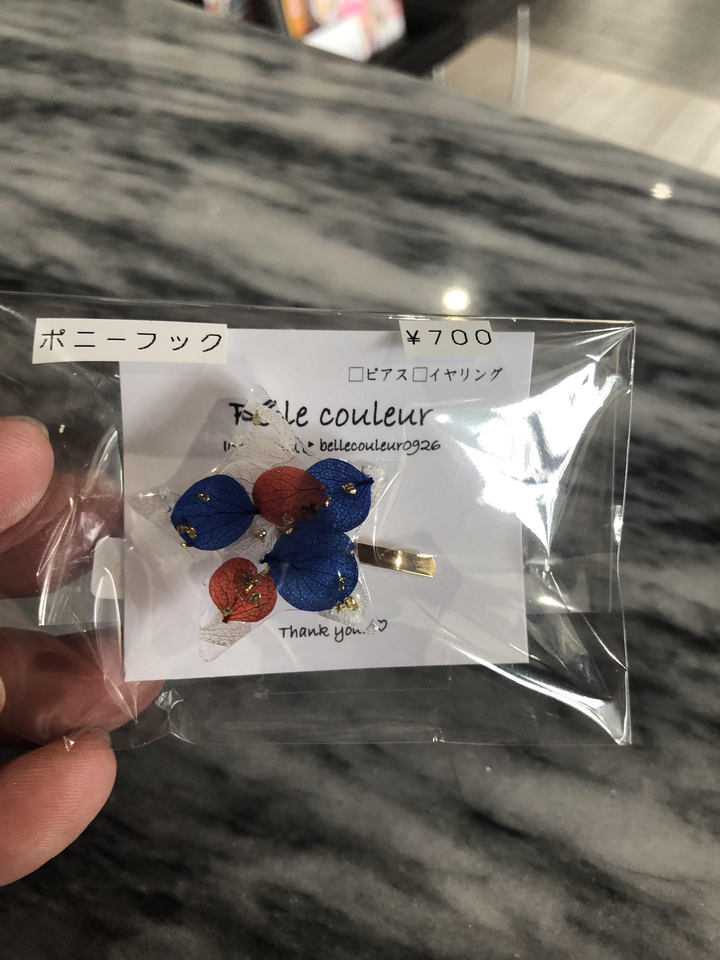 ポニーフック
¥700
□ピアス□イヤリング
Belle couleur
bellecouleur0926
Thank you ♡